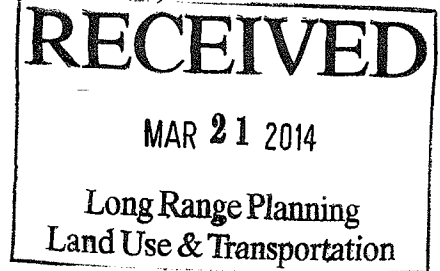 RECEIVED
MAR 21 2014
Long Range Planning
Land Use & Transportation